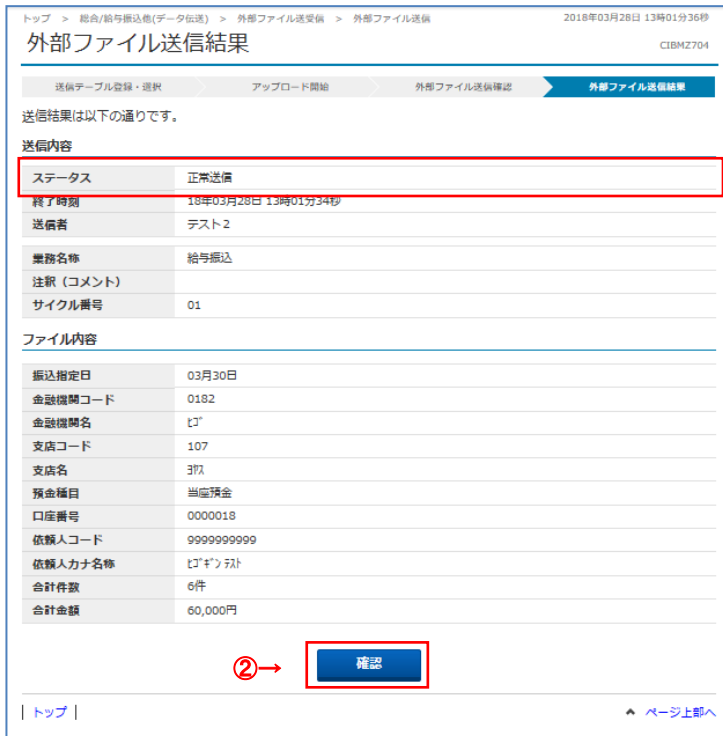 トップ > 総合/給与振込他(データ伝送) > 外部ファイル送受信 > 外部ファイル送信 2018年03月28日 13時01分36秒
外部ファイル送信結果 CIBMZ704
送信テーブル登録・選択 アップロード開始 外部ファイル送信確認 外部ファイル送信結果
送信結果は以下の通りです。
送信内容
ステータス 正常送信
終了時刻 18年03月28日 13時01分34秒
送信者 テスト2
業務名称 給与振込
注釈（コメント）
サイクル番号 01
ファイル内容
振込指定日 03月30日
金融機関コード 0182
金融機関名 ﾋｺﾞ
支店コード 107
支店名 ﾖﾔｽ
預金種目 当座預金
口座番号 0000018
依頼人コード 9999999999
依頼人カナ名称 ﾋｺﾞｷﾞﾝ ﾃｽﾄ
合計件数 6件
合計金額 60,000円
②→ 確認
| トップ | ページ上部へ